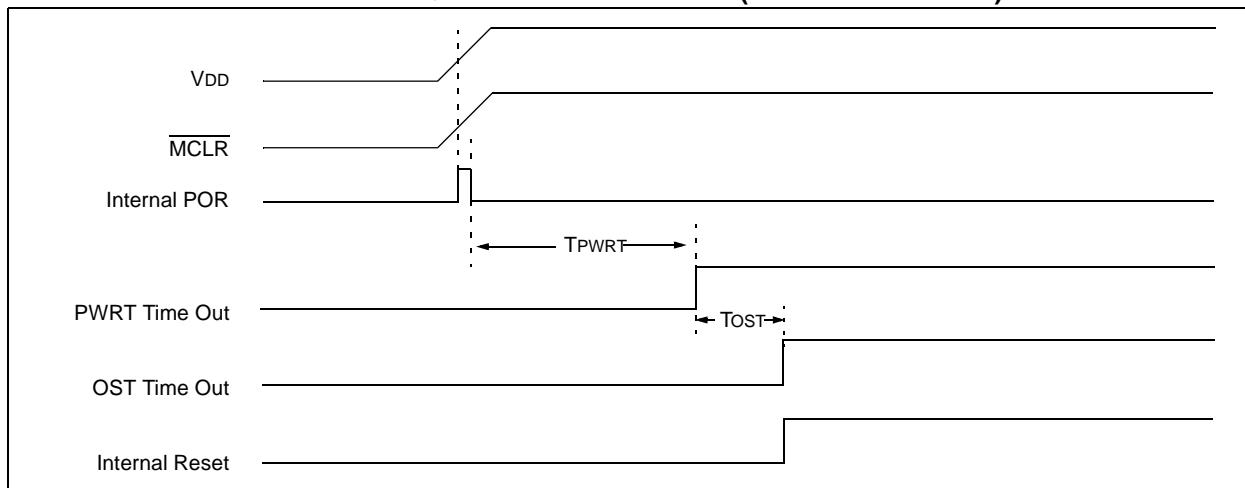 VDD
MCLR
Internal POR
TPWRT
PWRT Time Out
TOST
OST Time Out
Internal Reset